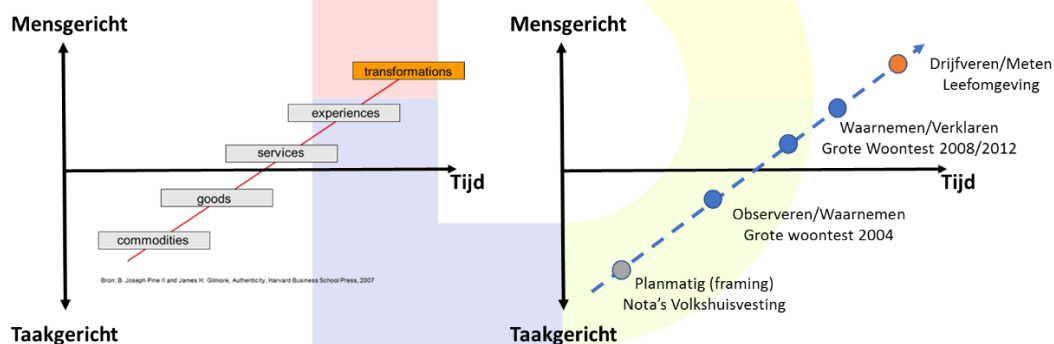 Mensgericht
transformations
experiences
services
Tijd
goods
commodities
Bron: B. Joseph Pine II and James H. Gilmore, Authenticity, Harvard Business School Press, 2007
Taakgericht
Mensgericht
Drijfveren/Meten
Leefomgeving
Waarnemen/Verklaren
Grote Woontest 2008/2012
Tijd
Observeren/Waarnemen
Grote woontest 2004
Planmatig (framing)
Nota's Volkshuisvesting
Taakgericht